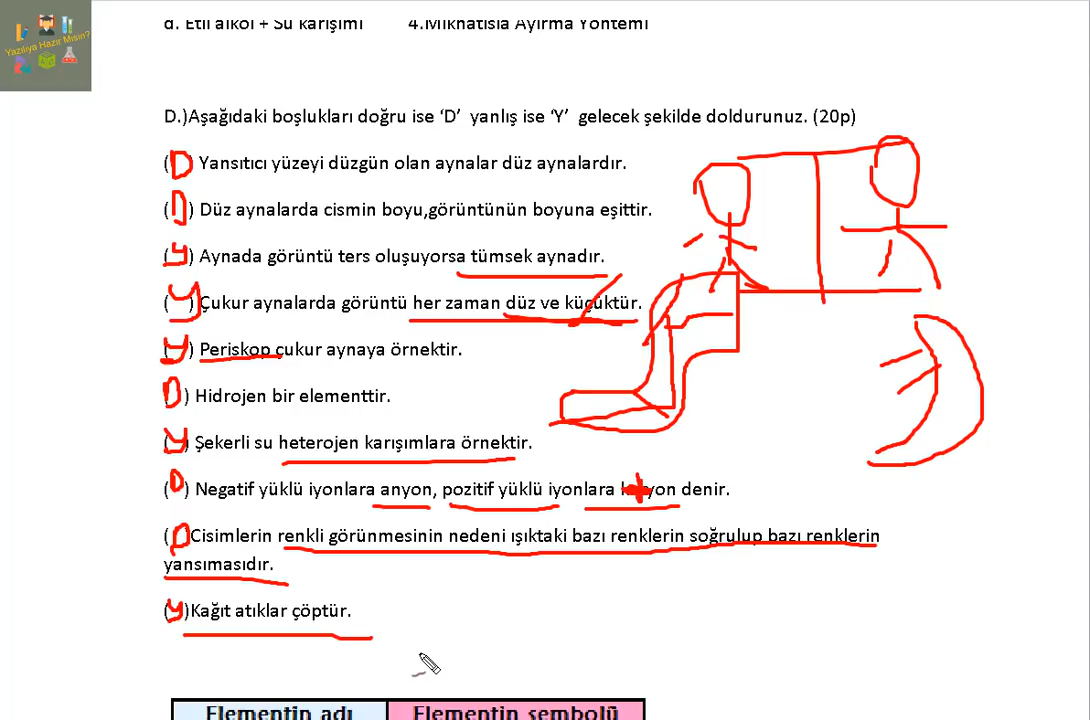 Yazılıya Hazır Mısın?
d. Etil alkol + Su karışımı 4.Mıknatısla Ayırma Yöntemi
D.)Aşağıdaki boşlukları doğru ise ‘D’ yanlış ise ‘Y’ gelecek şekilde doldurunuz. (20p)
(D Yansıtıcı yüzeyi düzgün olan aynalar düz aynalardır.
(D) Düz aynalarda cismin boyu,görüntünün boyuna eşittir.
(y) Aynada görüntü ters oluşuyorsa tümsek aynadır.
(y)Çukur aynalarda görüntü her zaman düz ve küçüktür.
(y) Periskop çukur aynaya örnektir.
(D) Hidrojen bir elementtir.
(y) Şekerli su heterojen karışımlara örnektir.
(D) Negatif yüklü iyonlara anyon, pozitif yüklü iyonlara katyon denir.
(D Cisimlerin renkli görünmesinin nedeni ışıktaki bazı renklerin soğrulup bazı renklerin
yansımasıdır.
(y)Kağıt atıklar çöptür.
Elementin adı Elementin sembolü